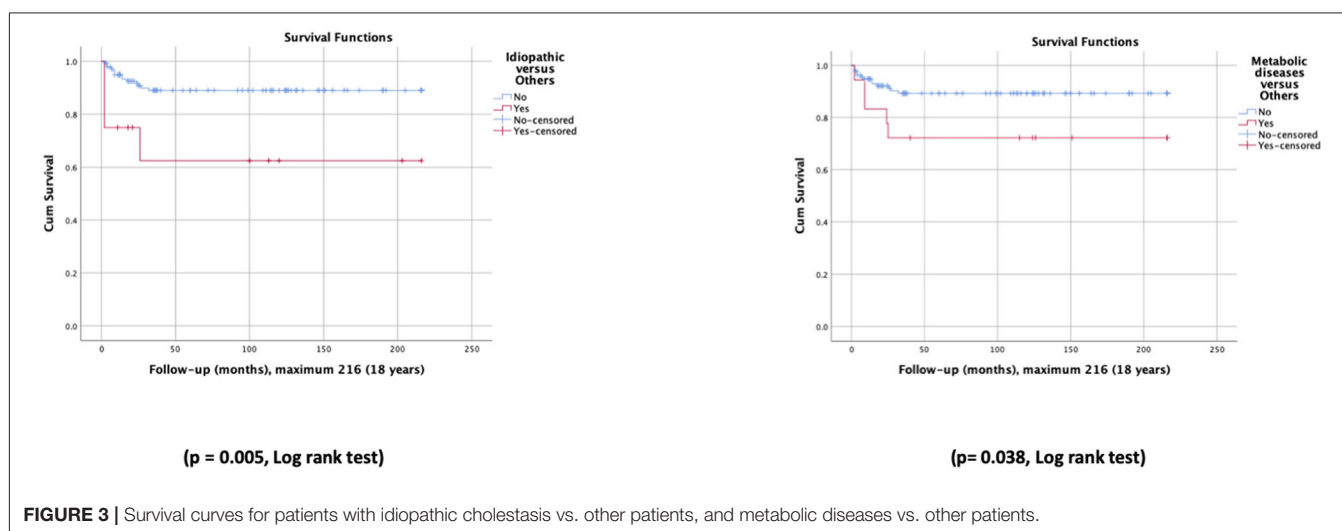 Survival Functions
Idiopathic
versus
Others
No
Yes
No-censored
Yes-censored
1.0
0.8
0.6
0.4
0.2
0.0
Cum Survival
0 50 100 150 200 250
Follow-up (months), maximum 216 (18 years)
(p = 0.005, Log rank test)
Survival Functions
Metabolic
diseases
versus
Others
No
Yes
No-censored
Yes-censored
1.0
0.8
0.6
0.4
0.2
0.0
Cum Survival
0 50 100 150 200 250
Follow-up (months), maximum 216 (18 years)
(p= 0.038, Log rank test)
FIGURE 3 | Survival curves for patients with idiopathic cholestasis vs. other patients, and metabolic diseases vs. other patients.